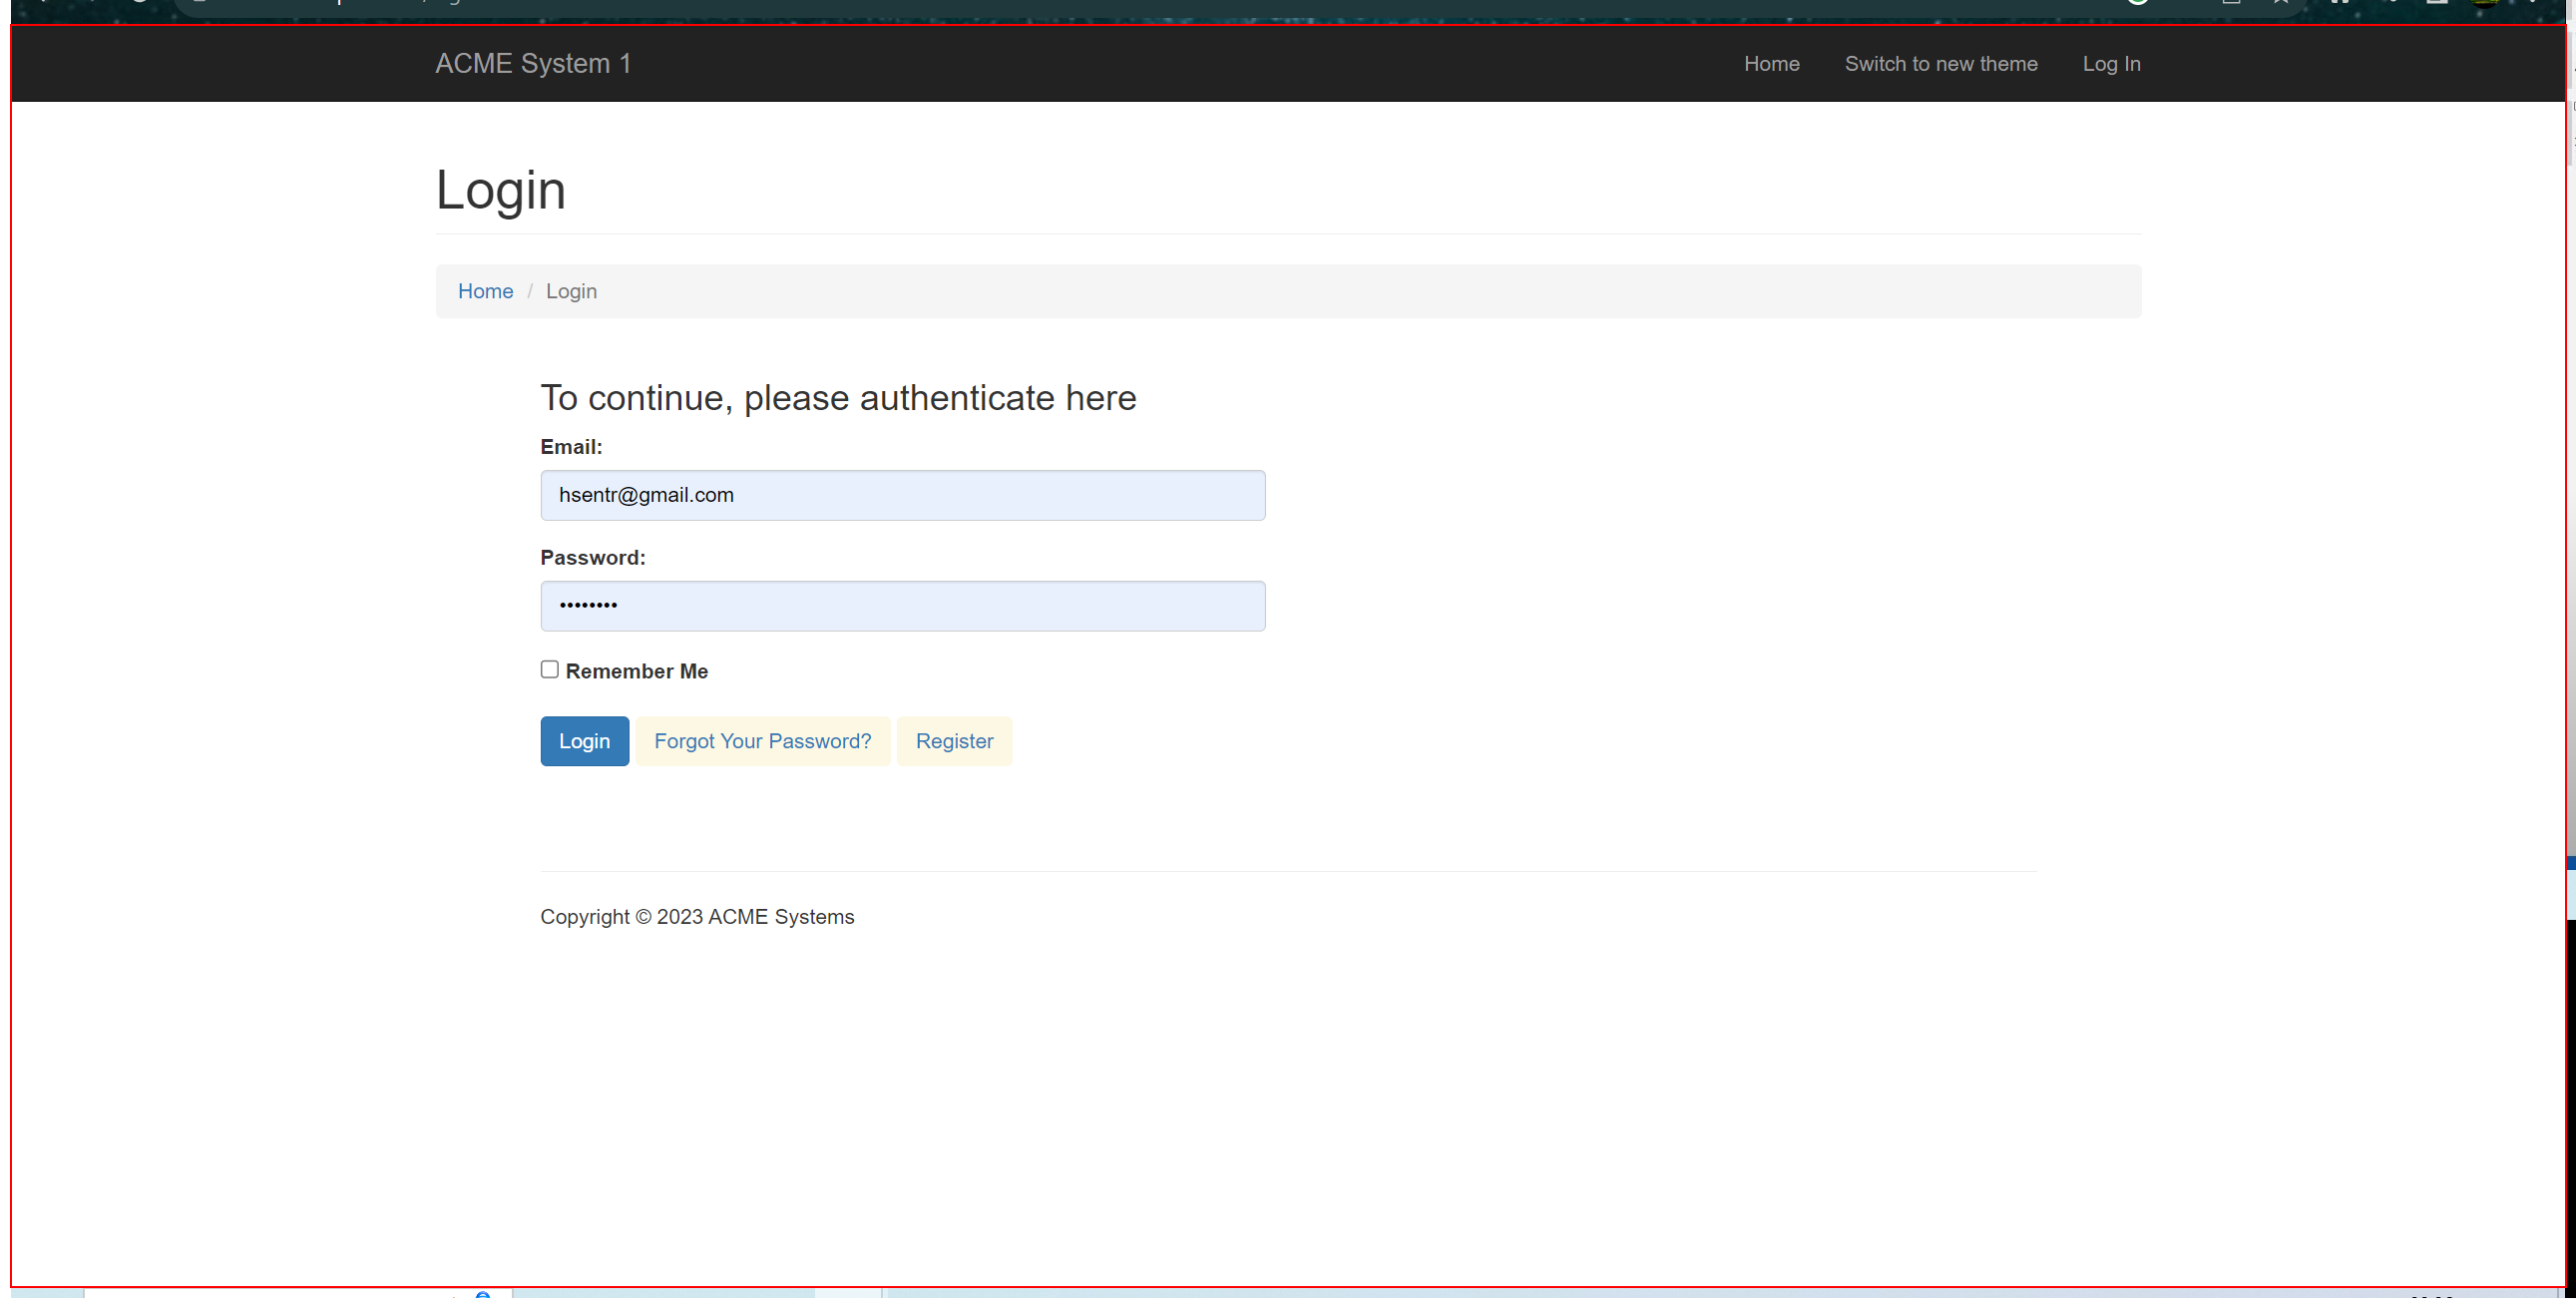 ACME System 1 Home Switch to new theme Log In
Login
Home / Login
To continue, please authenticate here
Email:
hsentr@gmail.com
Password:
••••••••
Remember Me
Login Forgot Your Password? Register
Copyright © 2023 ACME Systems